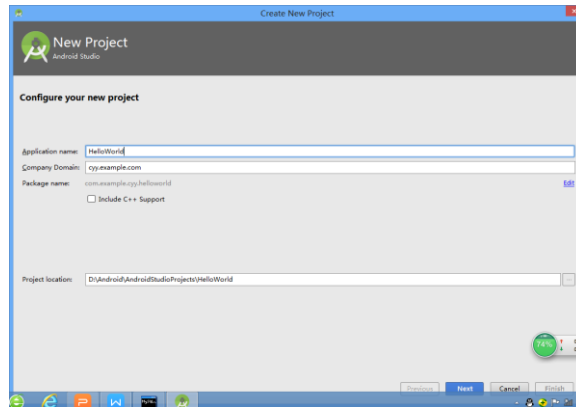 Create New Project
New Project
Android Studio
Configure your new project
Application name: HelloWorld
Company Domain: cyy.example.com
Package name: com.example.cyy.helloworld Edit
Include C++ Support
Project location: D:\Android\AndroidStudioProjects\HelloWorld ...
74%
Previous Next Cancel Finish